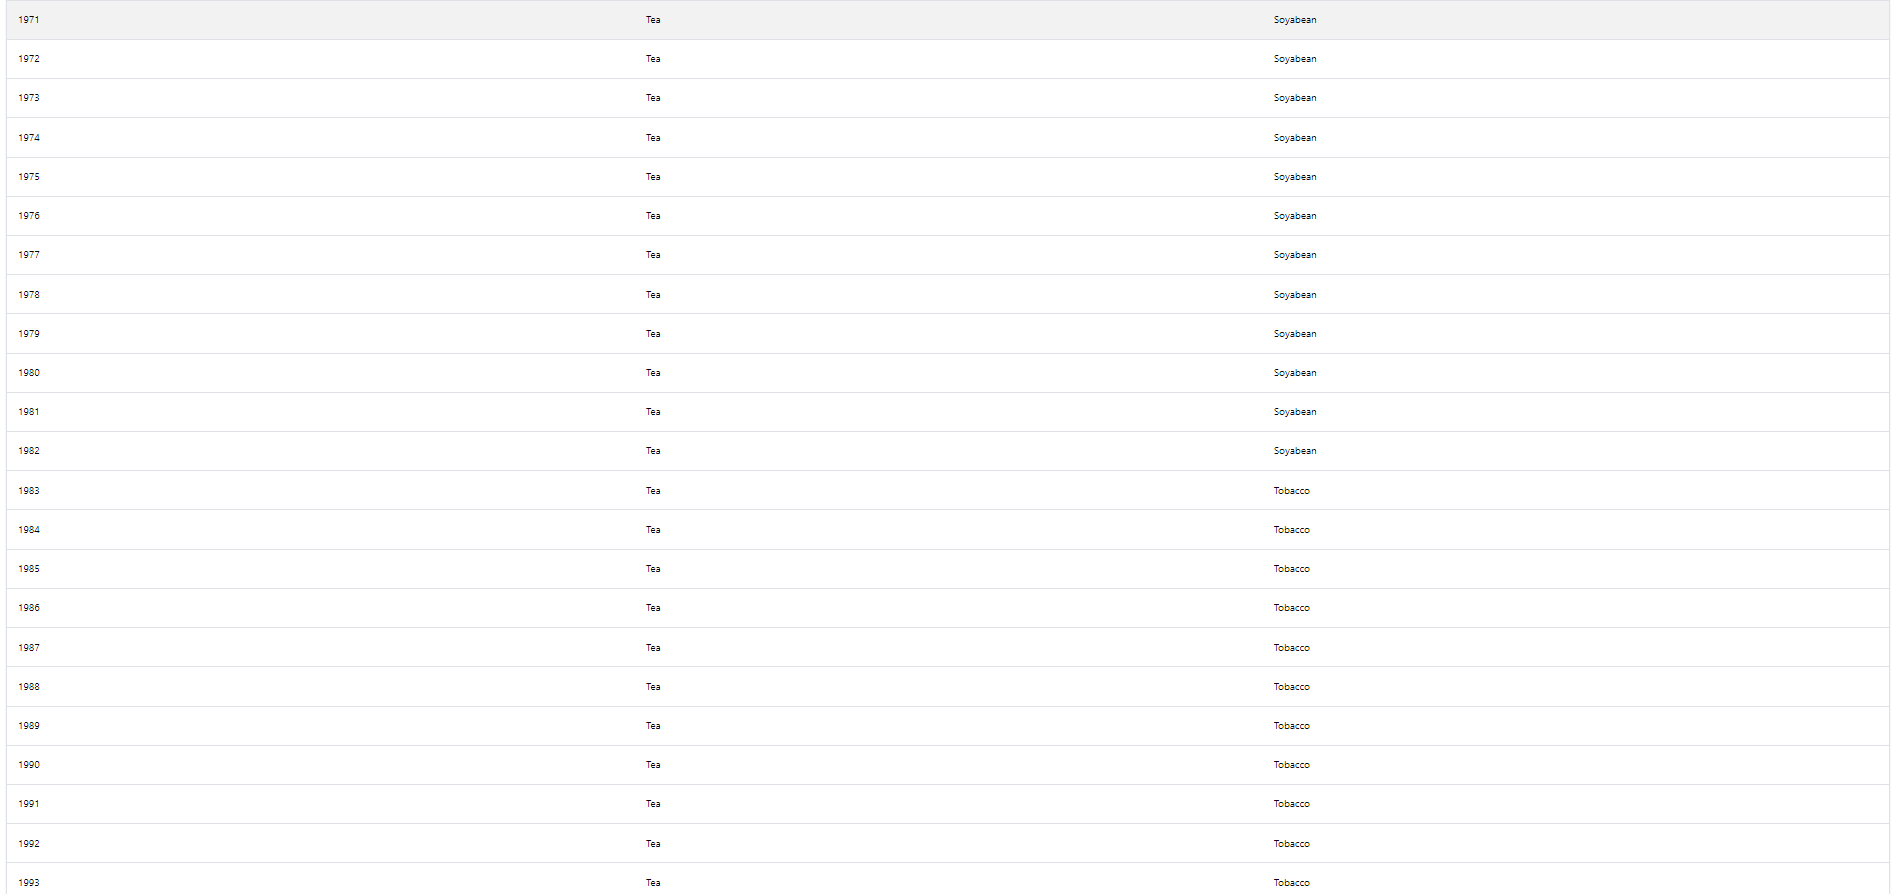 1971 Tea Soyabean
1972 Tea Soyabean
1973 Tea Soyabean
1974 Tea Soyabean
1975 Tea Soyabean
1976 Tea Soyabean
1977 Tea Soyabean
1978 Tea Soyabean
1979 Tea Soyabean
1980 Tea Soyabean
1981 Tea Soyabean
1982 Tea Soyabean
1983 Tea Tobacco
1984 Tea Tobacco
1985 Tea Tobacco
1986 Tea Tobacco
1987 Tea Tobacco
1988 Tea Tobacco
1989 Tea Tobacco
1990 Tea Tobacco
1991 Tea Tobacco
1992 Tea Tobacco
1993 Tea Tobacco